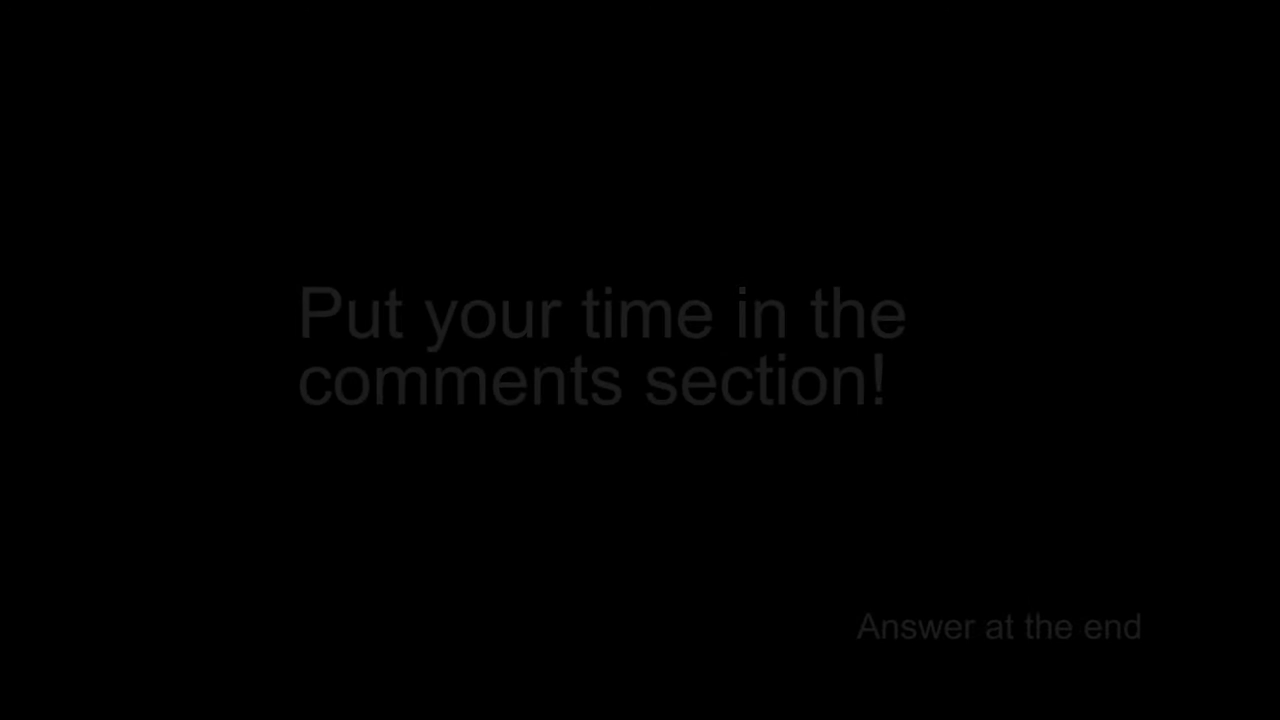 Put your time in the
comments section!
Answer at the end